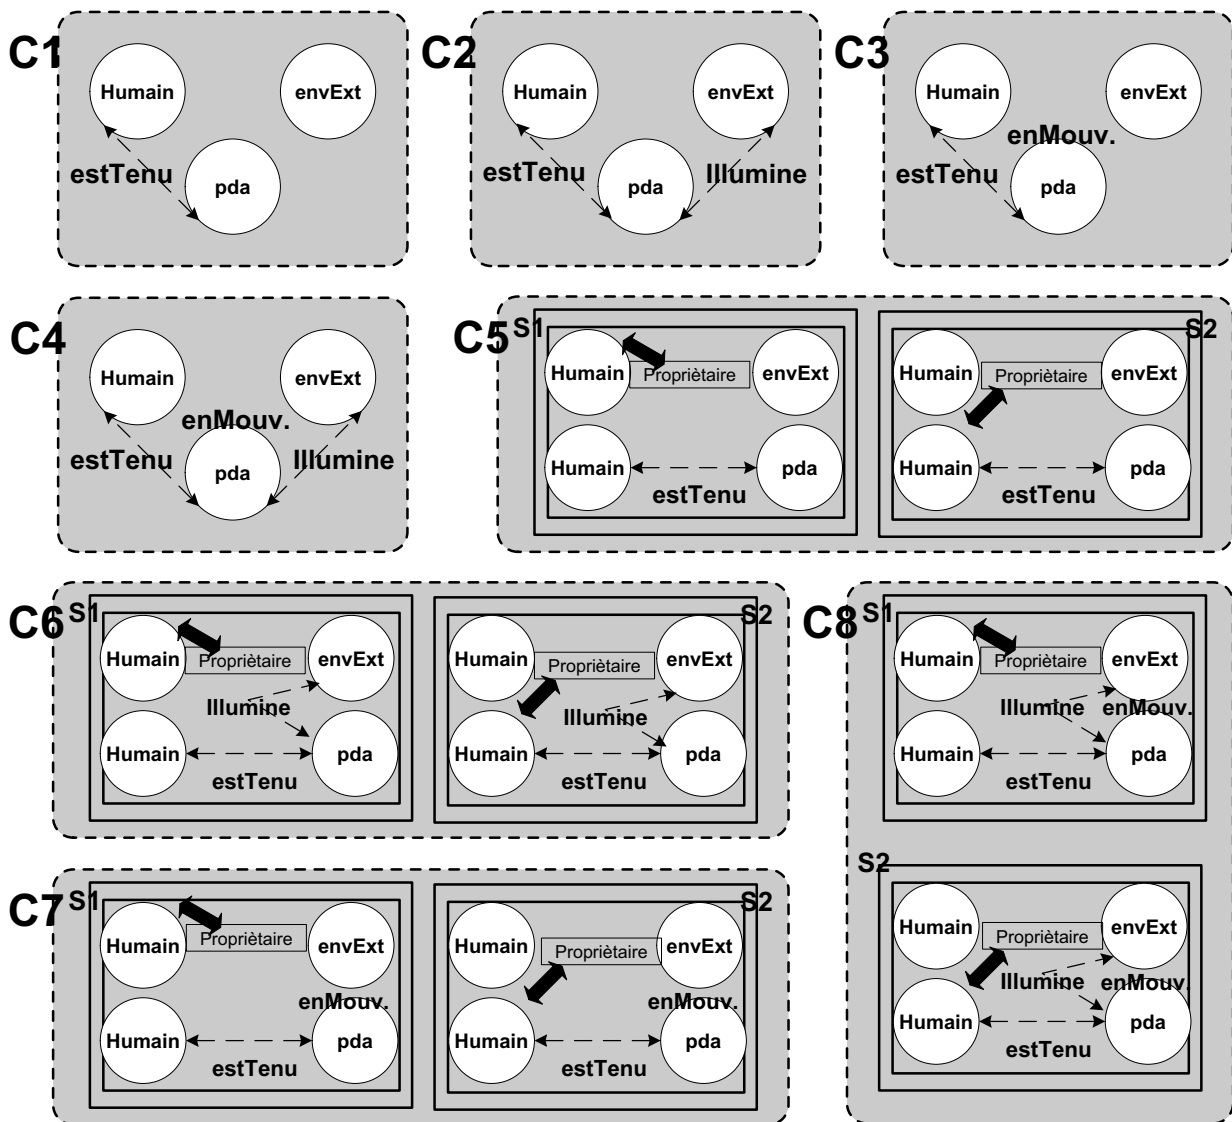 C1
Humain
envExt
estTenu
pda
C2
Humain
envExt
estTenu
pda
Illumine
C3
Humain
envExt
enMouv.
estTenu
pda
C4
Humain
envExt
enMouv.
estTenu
pda
Illumine
C5
S1
Humain
Propriètaire
envExt
Humain
pda
estTenu
S2
Humain
Propriètaire
envExt
Humain
pda
estTenu
C6
S1
Humain
Propriètaire
envExt
Illumine
Humain
pda
estTenu
S2
Humain
Propriètaire
envExt
Illumine
Humain
pda
estTenu
C8
S1
Humain
Propriètaire
envExt
Illumine
enMouv.
Humain
pda
estTenu
S2
Humain
Propriètaire
envExt
Illumine
enMouv.
Humain
pda
estTenu
C7
S1
Humain
Propriètaire
envExt
enMouv.
Humain
pda
estTenu
S2
Humain
Propriètaire
envExt
enMouv.
Humain
pda
estTenu